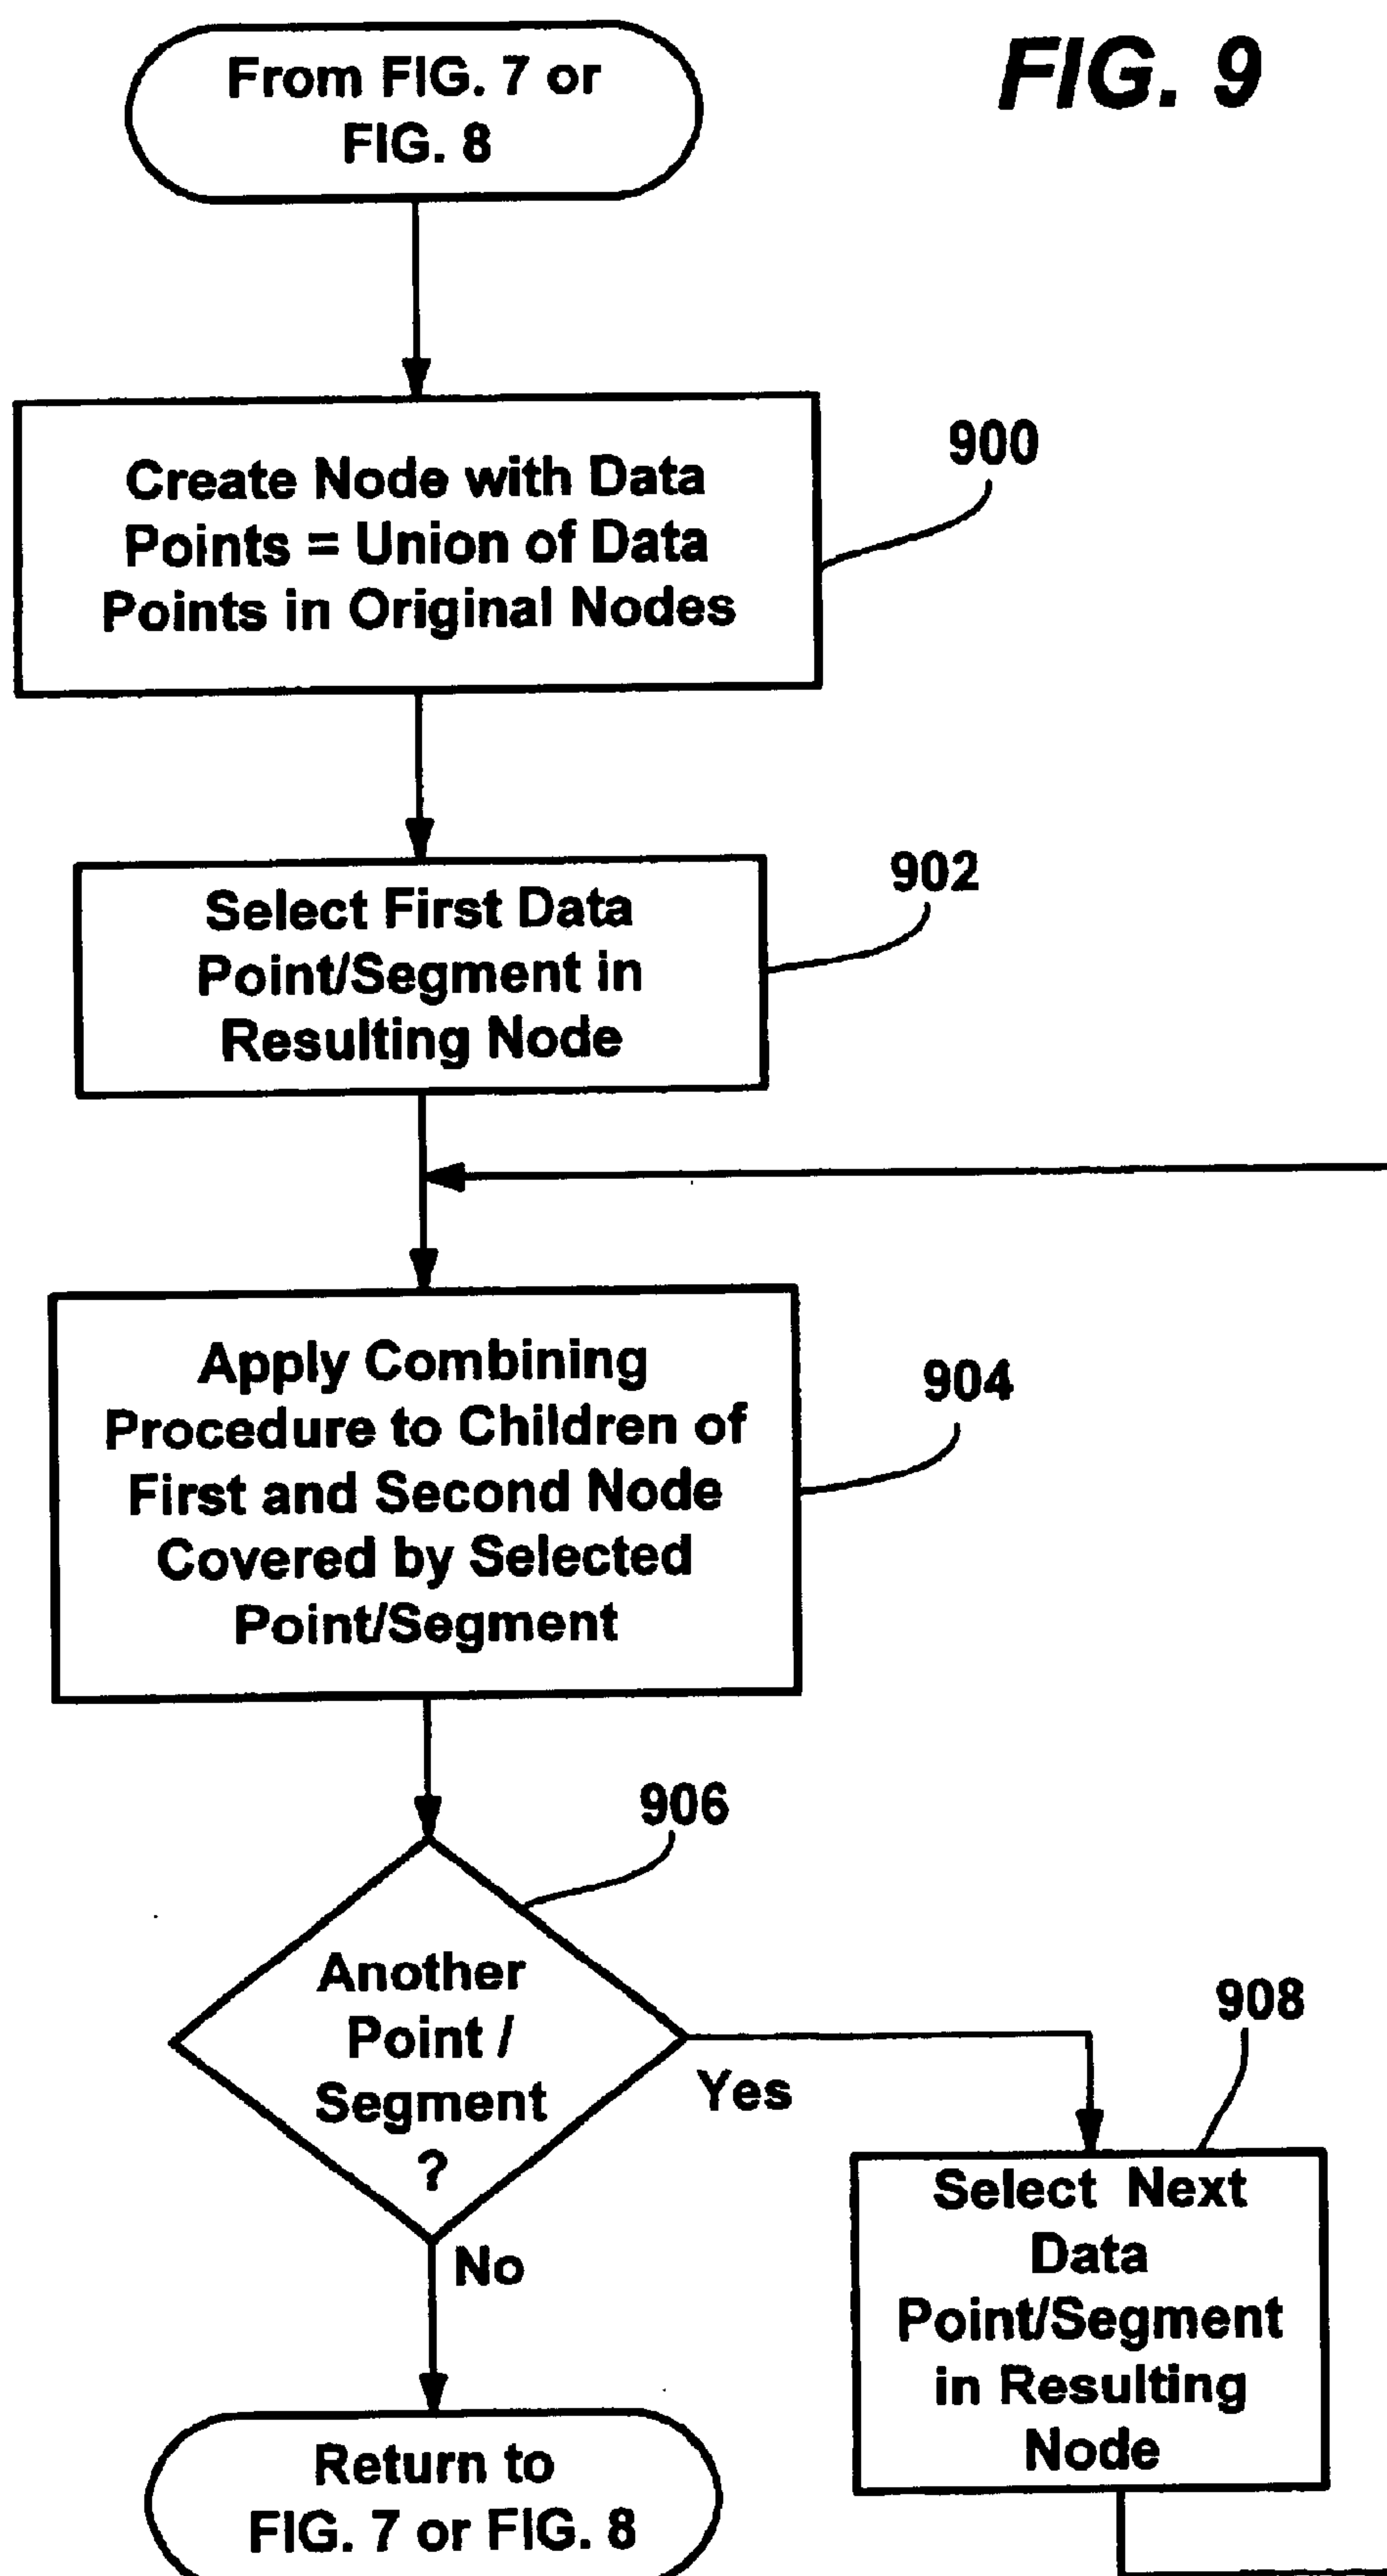 FIG. 9
From FIG. 7 or
FIG. 8
900
Create Node with Data
Points = Union of Data
Points in Original Nodes
902
Select First Data
Point/Segment in
Resulting Node
904
Apply Combining
Procedure to Children of
First and Second Node
Covered by Selected
Point/Segment
906
Another
Point /
Segment
?
Yes
No
908
Select Next
Data
Point/Segment
in Resulting
Node
Return to
FIG. 7 or FIG. 8